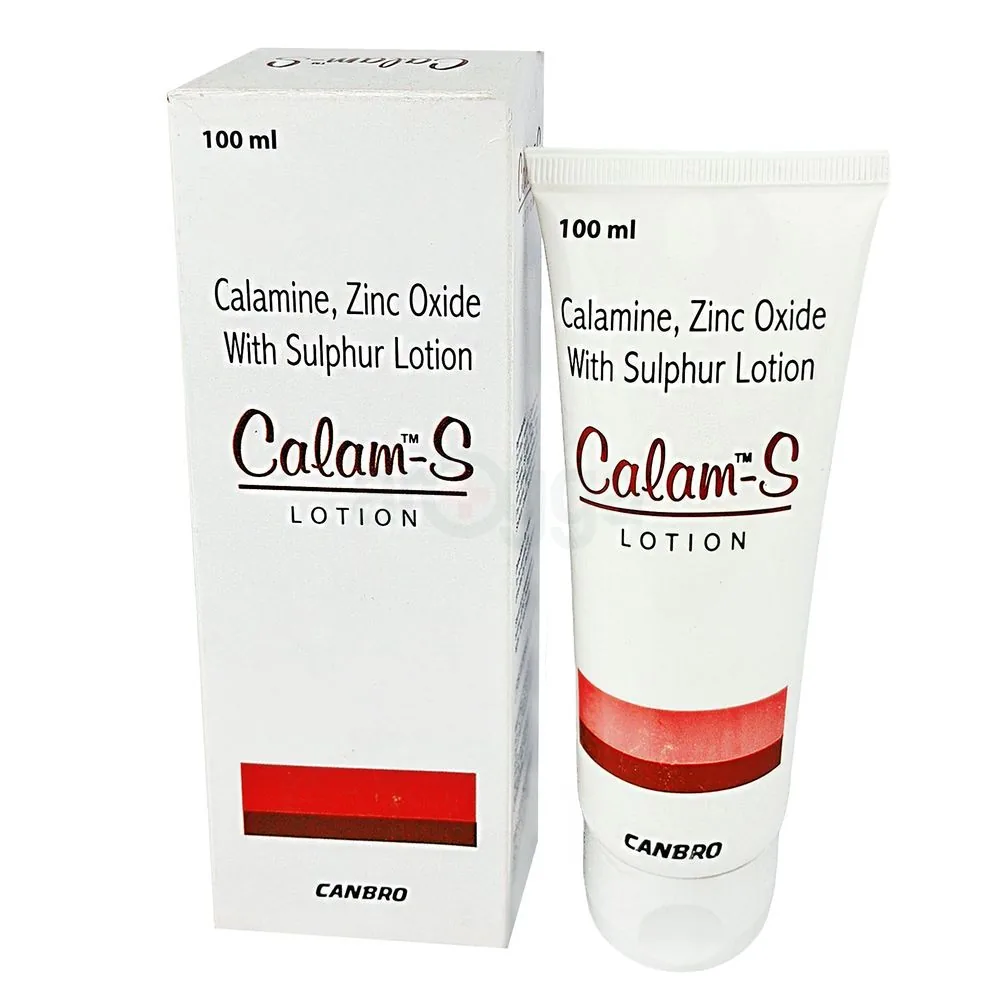 Calam-S
100 ml
Calamine, Zinc Oxide
With Sulphur Lotion
Calam™-S
LOTION
CANBRO
100 ml
Calamine, Zinc Oxide
With Sulphur Lotion
Calam™-S
LOTION
CANBRO